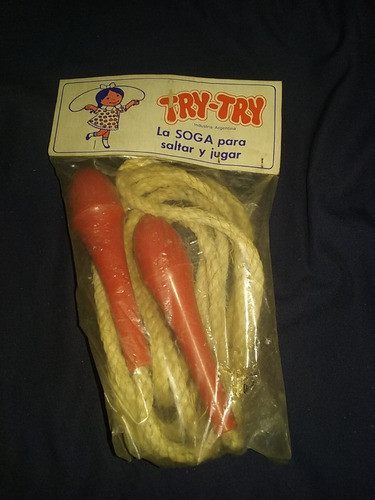 TRY-TRY
Industria Argentina
La SOGA para
saltar y jugar